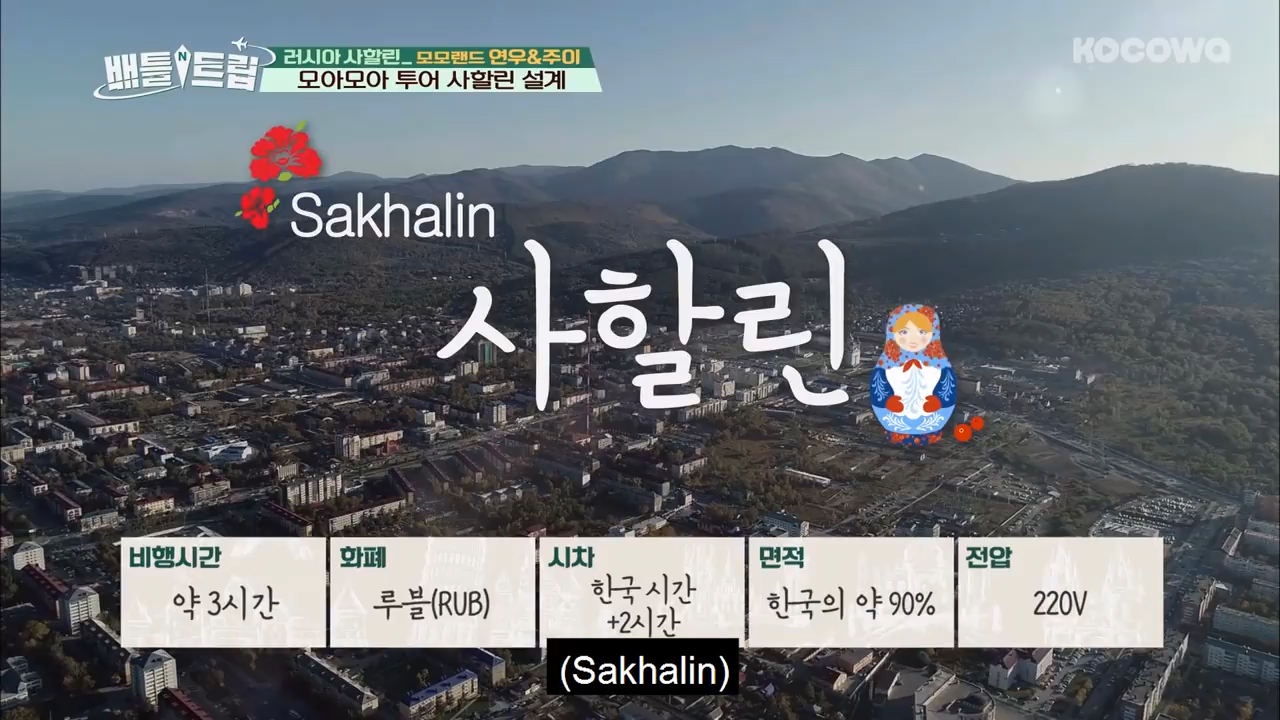 배틀트립
N
러시아 사할린_ 모모랜드 연우&주이
모아모아 투어 사할린 설계
KOCOWA
Sakhalin
사할린
비행시간
약 3시간
화폐
루블(RUB)
시차
한국 시간
+2시간
면적
한국의 약 90%
전압
220V
(Sakhalin)